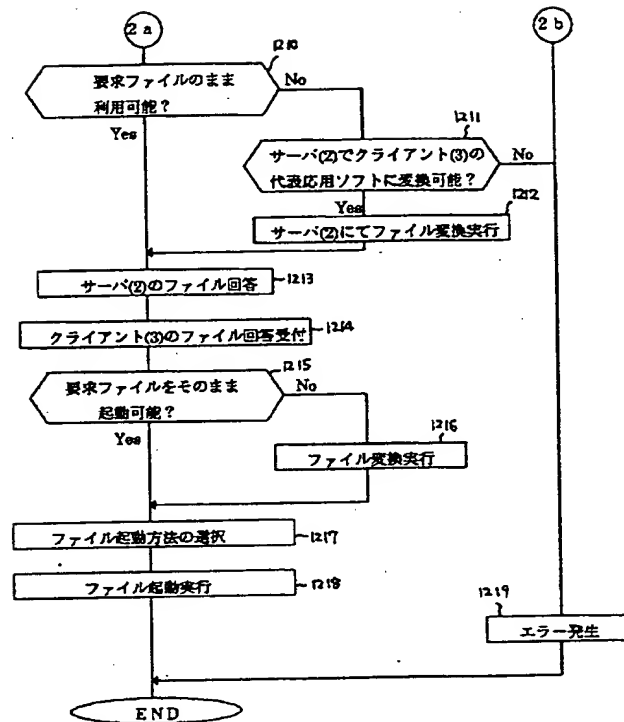 2a
2b
1210
要求ファイルのまま
利用可能?
No
Yes
1211
サーバ(2)でクライアント(3)の
代表応用ソフトに変換可能?
No
Yes
1212
サーバ(2)にてファイル変換実行
サーバ(2)のファイル回答
1213
クライアント(3)のファイル回答受付
1214
1215
要求ファイルをそのまま
起動可能?
No
Yes
1216
ファイル変換実行
ファイル起動方法の選択
1217
ファイル起動実行
1218
1219
エラー発生
END